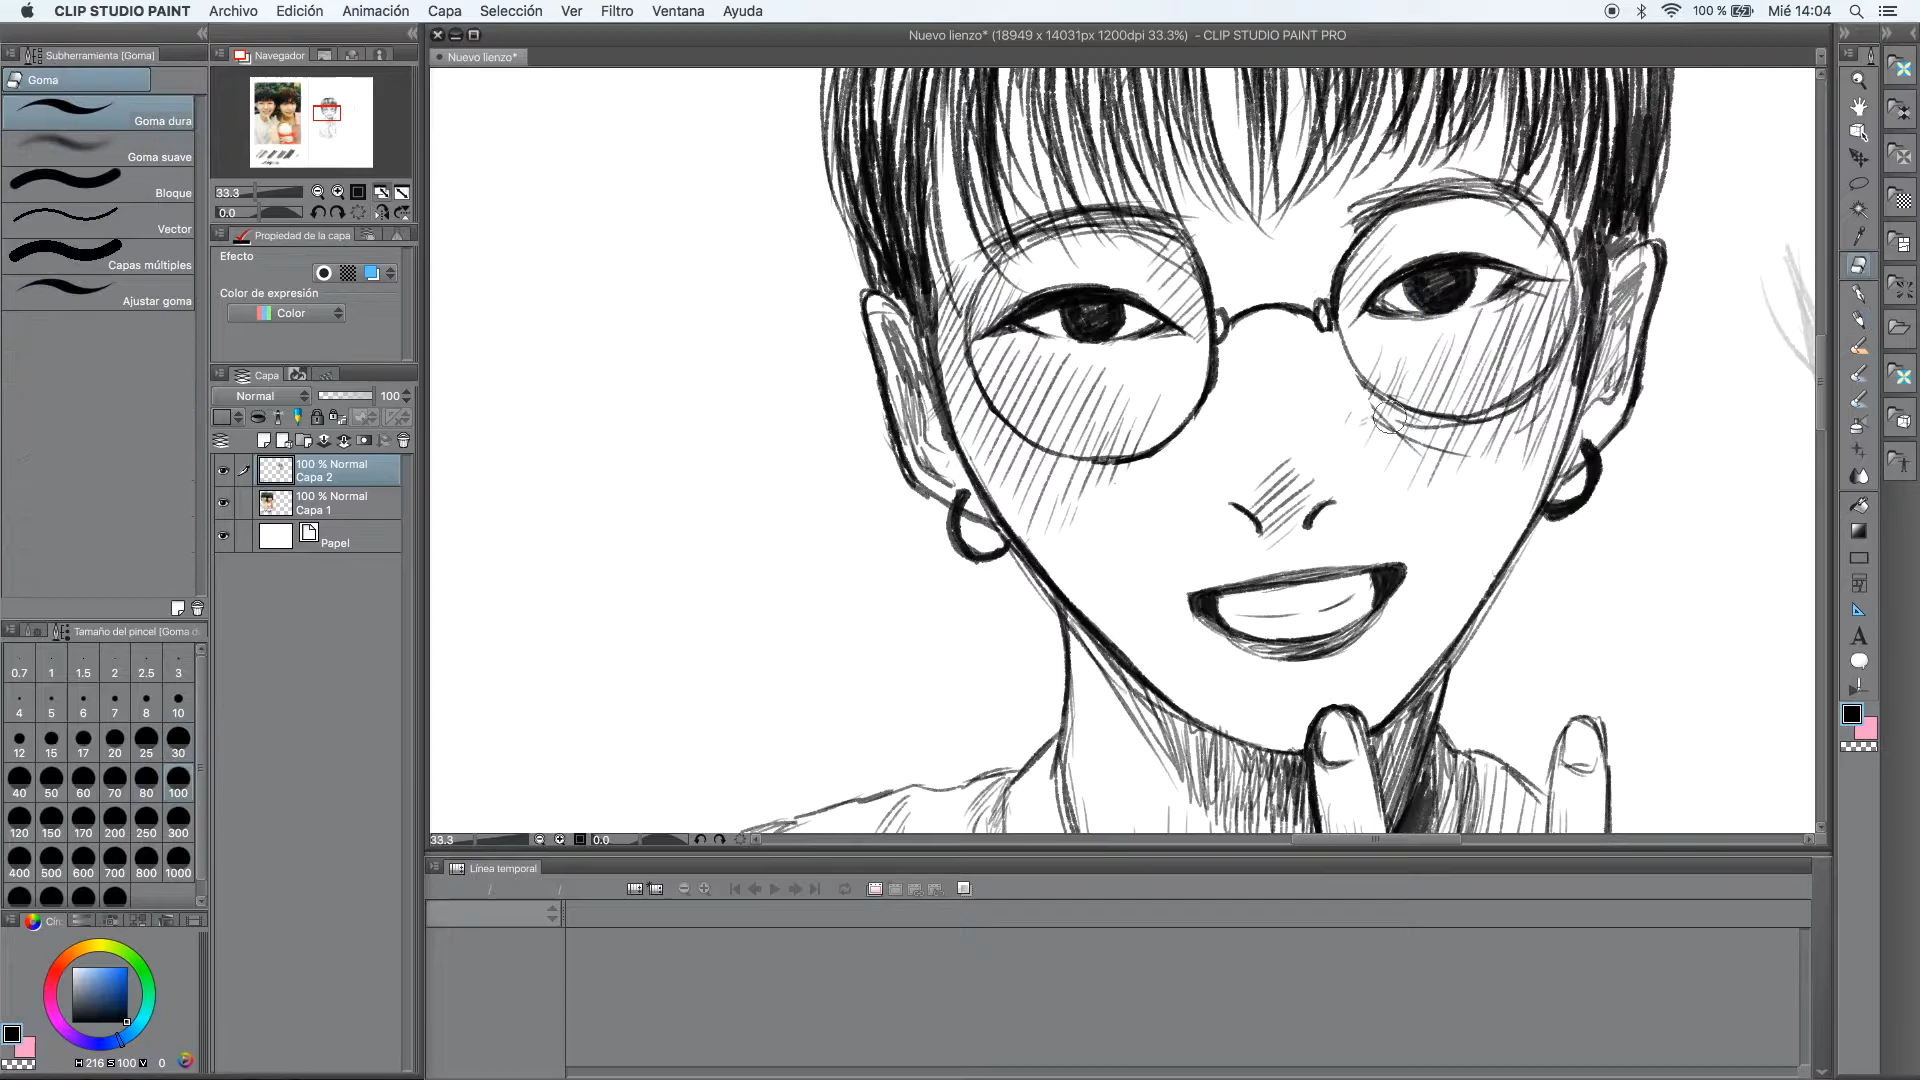 CLIP STUDIO PAINT Archivo Edición Animación Capa Selección Ver Filtro Ventana Ayuda 100 % Mié 14:04
Nuevo lienzo* (18949 x 14031px 1200dpi 33.3%) - CLIP STUDIO PAINT PRO
Subherramienta [Goma]
Goma
Goma dura
Goma suave
Bloque
Vector
Capas múltiples
Ajustar goma
Navegador
33.3
0.0
Propiedad de la capa
Efecto
Color de expresión
Color
Capa
Normal 100
100 % Normal
Capa 2
100 % Normal
Capa 1
Papel
Nuevo lienzo*
Tamaño del pincel [Goma d
0.7 1 1.5 2 2.5 3
4 5 6 7 8 10
12 15 17 20 25 30
40 50 60 70 80 100
120 150 170 200 250 300
400 500 600 700 800 1000
Cír
H 216 S 100 V 0
33.3 0.0
Línea temporal
/ /
A